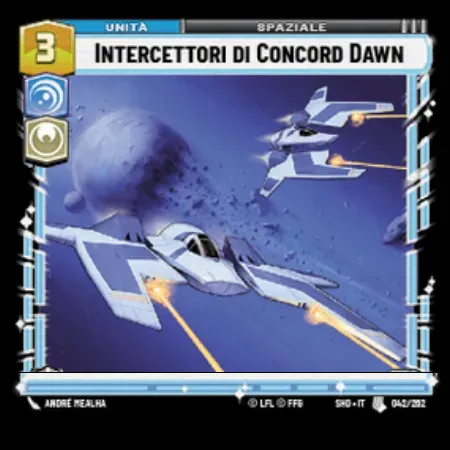 UNITÀ
SPAZIALE
3
INTERCETTORI DI CONCORD DAWN
ANDRÉ MEALHA
© LFL © FFG
SHD • IT
042/262